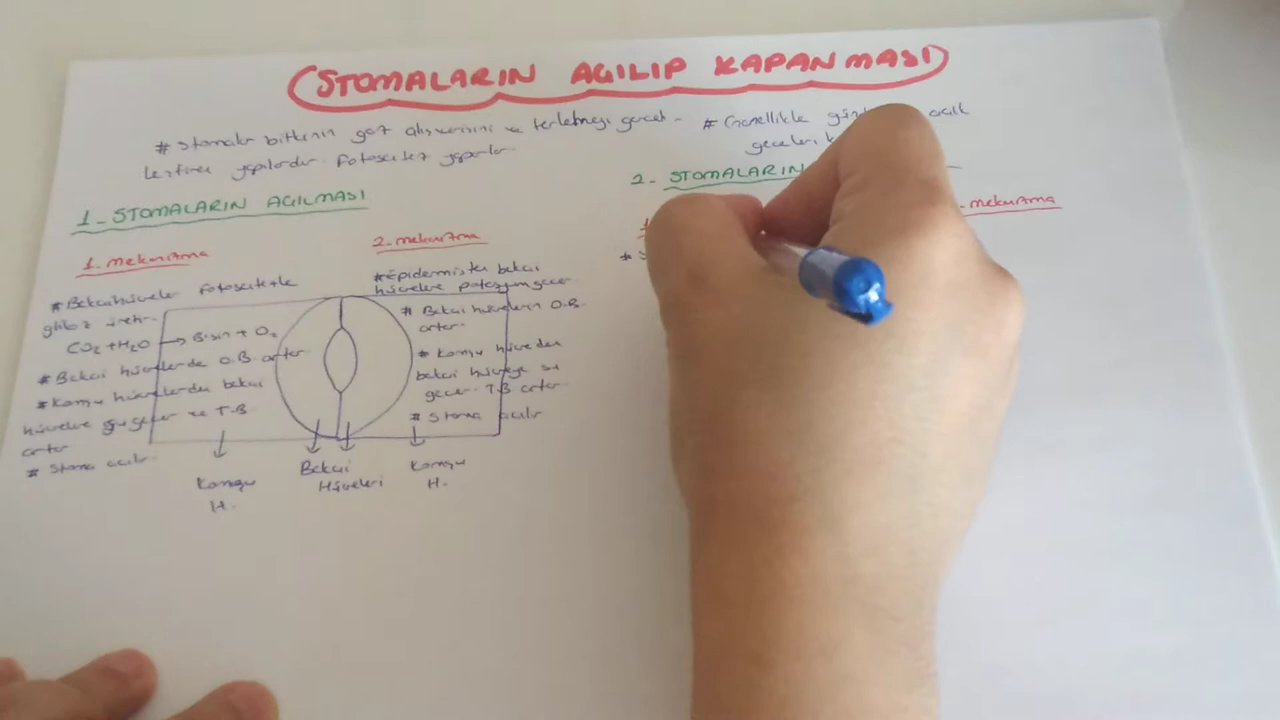 STOMALARIN AÇILIP KAPANMASI
# Stomalar bitkinin gaz alışverişini ve terlemeyi gerçek-
leştiren yapılardır. Fotosentez yaparlar.
# Genellikle açık
geceleri
1- STOMALARIN AÇILMASI
1. mekanizma
# Bekçi hücreler fotosentezle
glikoz üretir.
CO2 + H2O → Besin + O2
# Bekçi hücrelerde O.B. artar
# Komşu hücrelerden bekçi
hücrelere su geçer ve T.B
artar
# Stoma açılır.
2. mekanizma
# Epidermisten bekçi
hücrelere potasyum geçer
# Bekçi hücrelerin O.B.
artar.
# Komşu hücreden
bekçi hücreye su
geçer. T.B artar.
# Stoma açılır
Komşu
H.
Bekçi
Hücreleri
Komşu
H.
2- STOMALARIN
mekanizma